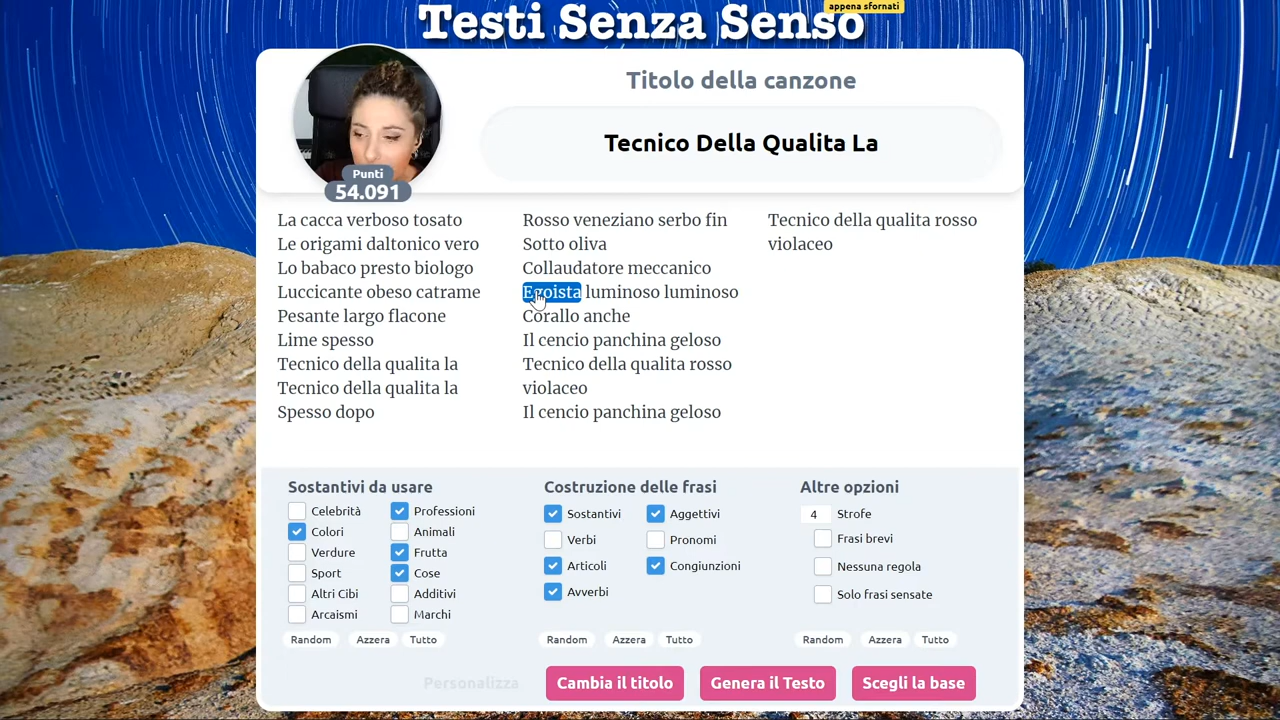 appena sfornati
Testi Senza Senso
Titolo della canzone
Tecnico Della Qualita La
Punti
54.091
La cacca verboso tosato
Le origami daltonico vero
Lo babaco presto biologo
Luccicante obeso catrame
Pesante largo flacone
Lime spesso
Tecnico della qualita la
Tecnico della qualita la
Spesso dopo
Rosso veneziano serbo fin
Sotto oliva
Collaudatore meccanico
Egoista luminoso luminoso
Corallo anche
Il cencio panchina geloso
Tecnico della qualita rosso
violaceo
Il cencio panchina geloso
Tecnico della qualita rosso
violaceo
Sostantivi da usare
Celebrità
Professioni
Colori
Animali
Verdure
Frutta
Sport
Cose
Altri Cibi
Additivi
Arcaismi
Marchi
Random
Azzera
Tutto
Costruzione delle frasi
Sostantivi
Aggettivi
Verbi
Pronomi
Articoli
Congiunzioni
Avverbi
Random
Azzera
Tutto
Altre opzioni
4 Strofe
Frasi brevi
Nessuna regola
Solo frasi sensate
Random
Azzera
Tutto
Personalizza
Cambia il titolo
Genera il Testo
Scegli la base